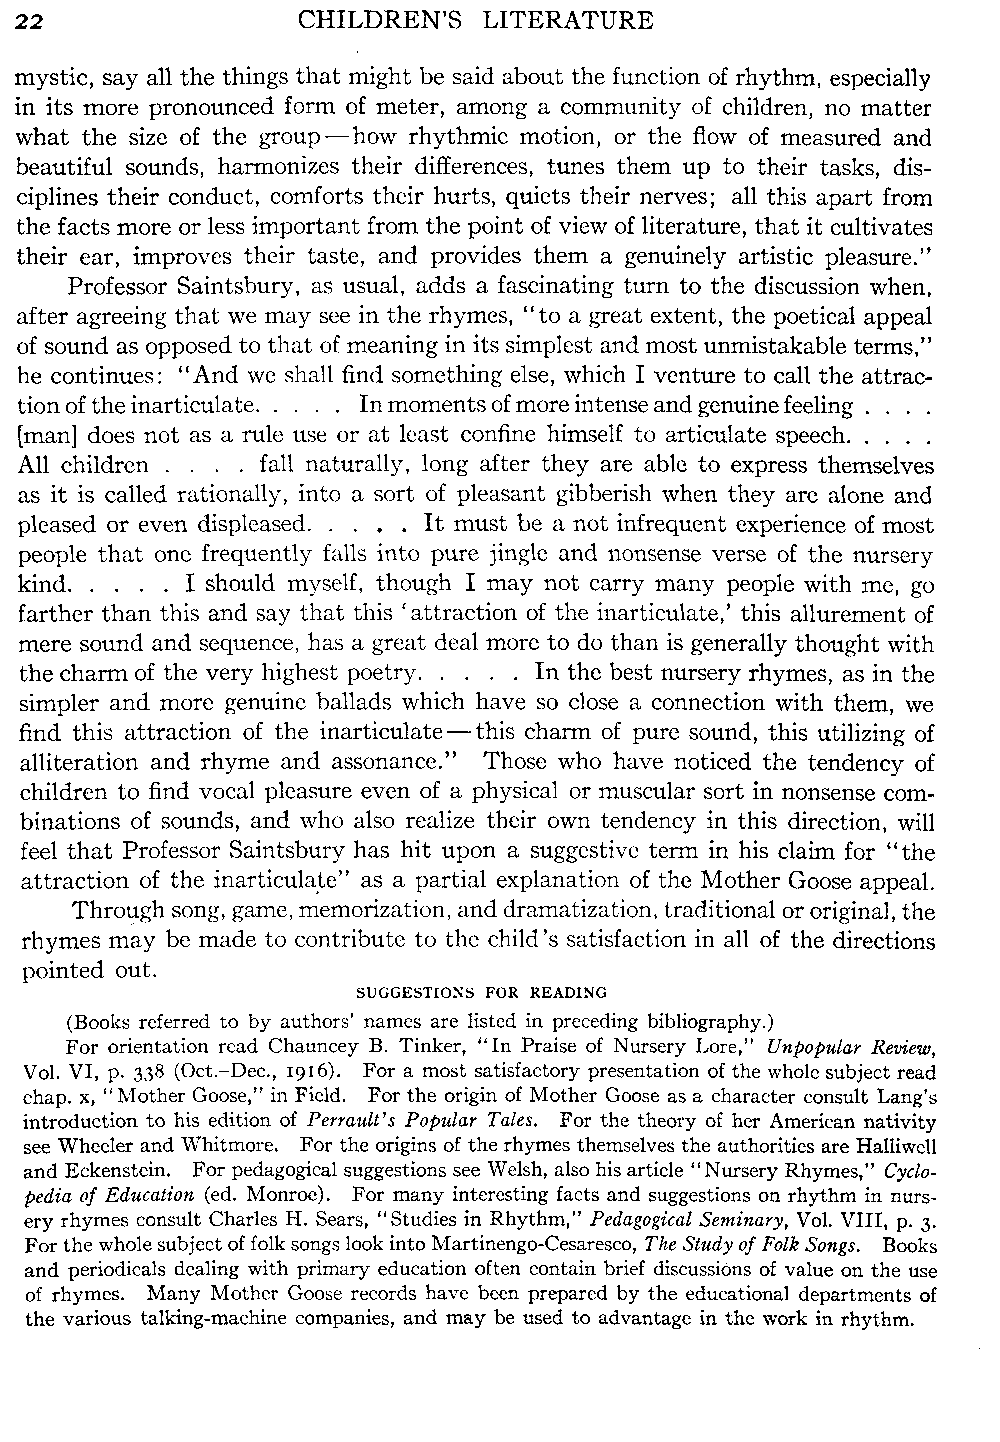 22 CHILDREN'S LITERATURE
mystic, say all the things that might be said about the function of rhythm, especially
in its more pronounced form of meter, among a community of children, no matter
what the size of the group—how rhythmic motion, or the flow of measured and
beautiful sounds, harmonizes their differences, tunes them up to their tasks, dis-
ciplines their conduct, comforts their hurts, quiets their nerves; all this apart from
the facts more or less important from the point of view of literature, that it cultivates
their ear, improves their taste, and provides them a genuinely artistic pleasure."
Professor Saintsbury, as usual, adds a fascinating turn to the discussion when,
after agreeing that we may see in the rhymes, "to a great extent, the poetical appeal
of sound as opposed to that of meaning in its simplest and most unmistakable terms,"
he continues: "And we shall find something else, which I venture to call the attrac-
tion of the inarticulate. . . . . . In moments of more intense and genuine feeling . . . .
[man] does not as a rule use or at least confine himself to articulate speech. . . . . .
All children . . . . fall naturally, long after they are able to express themselves
as it is called rationally, into a sort of pleasant gibberish when they are alone and
pleased or even displeased. . . . . . It must be a not infrequent experience of most
people that one frequently falls into pure jingle and nonsense verse of the nursery
kind. . . . . . I should myself, though I may not carry many people with me, go
farther than this and say that this 'attraction of the inarticulate,' this allurement of
mere sound and sequence, has a great deal more to do than is generally thought with
the charm of the very highest poetry. . . . . . In the best nursery rhymes, as in the
simpler and more genuine ballads which have so close a connection with them, we
find this attraction of the inarticulate—this charm of pure sound, this utilizing of
alliteration and rhyme and assonance." Those who have noticed the tendency of
children to find vocal pleasure even of a physical or muscular sort in nonsense com-
binations of sounds, and who also realize their own tendency in this direction, will
feel that Professor Saintsbury has hit upon a suggestive term in his claim for "the
attraction of the inarticulate" as a partial explanation of the Mother Goose appeal.
Through song, game, memorization, and dramatization, traditional or original, the
rhymes may be made to contribute to the child's satisfaction in all of the directions
pointed out.
SUGGESTIONS FOR READING
(Books referred to by authors' names are listed in preceding bibliography.)
For orientation read Chauncey B. Tinker, "In Praise of Nursery Lore," Unpopular Review,
Vol. VI, p. 338 (Oct.–Dec., 1916). For a most satisfactory presentation of the whole subject read
chap. x, "Mother Goose," in Field. For the origin of Mother Goose as a character consult Lang's
introduction to his edition of Perrault's Popular Tales. For the theory of her American nativity
see Wheeler and Whitmore. For the origins of the rhymes themselves the authorities are Halliwell
and Eckenstein. For pedagogical suggestions see Welsh, also his article "Nursery Rhymes," Cyclo-
pedia of Education (ed. Monroe). For many interesting facts and suggestions on rhythm in nurs-
ery rhymes consult Charles H. Sears, "Studies in Rhythm," Pedagogical Seminary, Vol. VIII, p. 3.
For the whole subject of folk songs look into Martinengo-Cesaresco, The Study of Folk Songs. Books
and periodicals dealing with primary education often contain brief discussions of value on the use
of rhymes. Many Mother Goose records have been prepared by the educational departments of
the various talking-machine companies, and may be used to advantage in the work in rhythm.